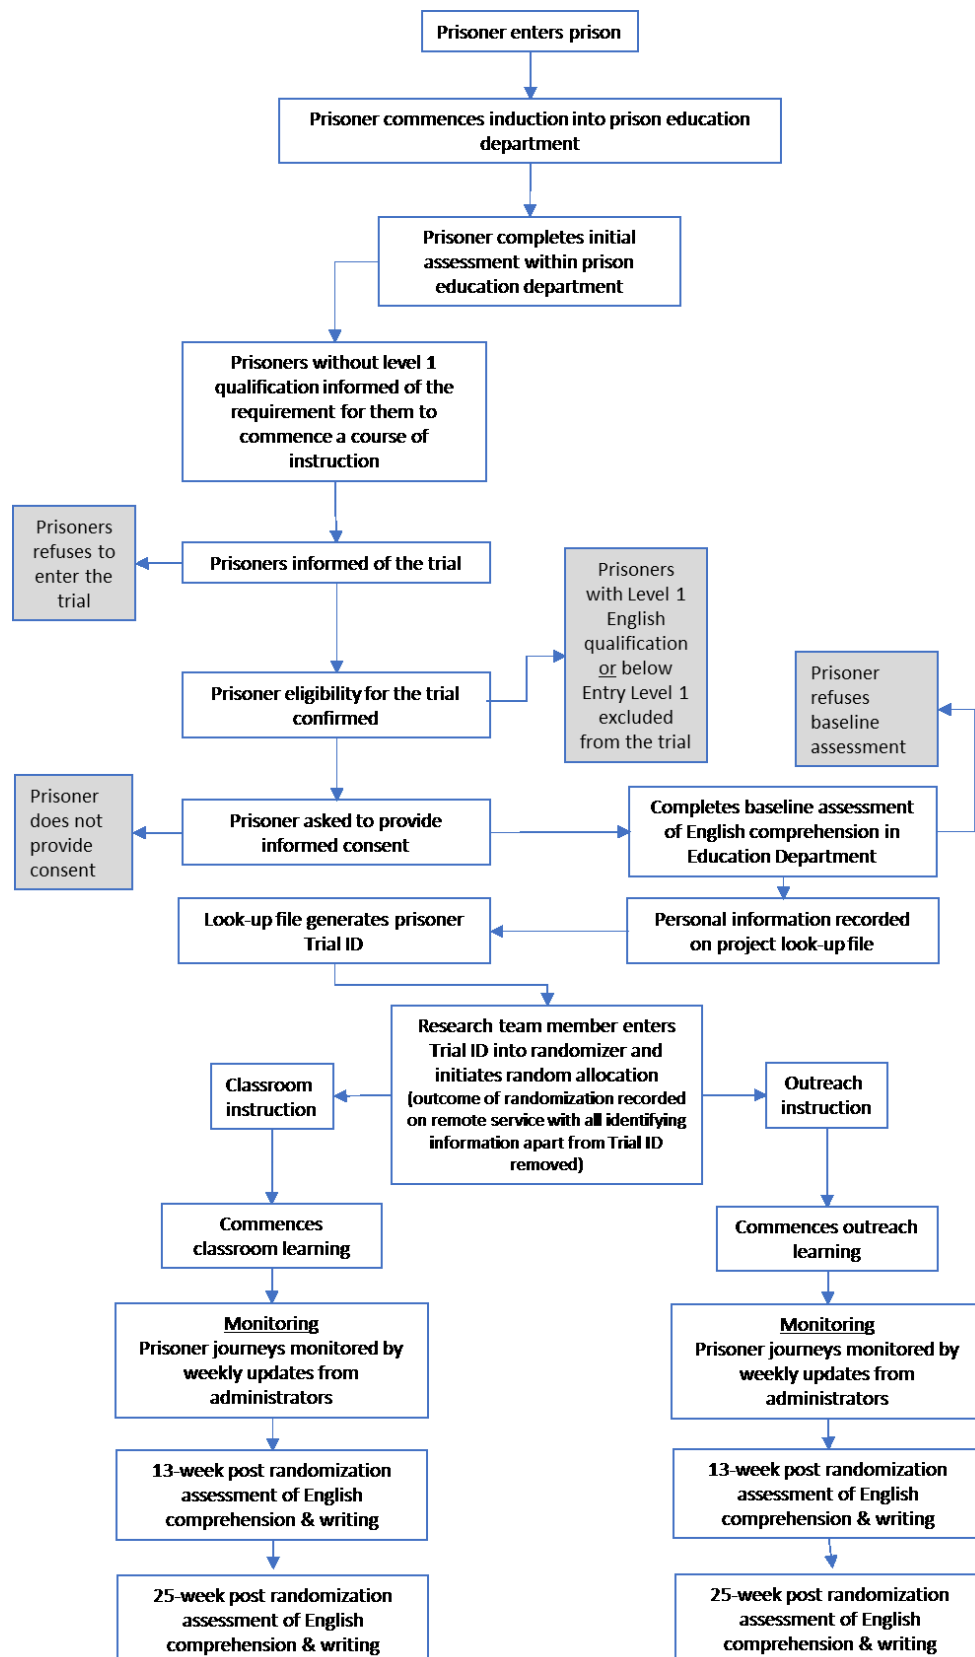 Prisoner enters prison
Prisoner commences induction into prison education
department
Prisoner completes initial
assessment within prison
education department
Prisoners without level 1
qualification informed of the
requirement for them to
commence a course of
instruction
Prisoners
refuses to
enter the
trial
Prisoners informed of the trial
Prisoners
with Level 1
English
qualification
or below
Entry Level 1
excluded
from the trial
Prisoner eligibility for the trial
confirmed
Prisoner
refuses
baseline
assessment
Prisoner
does not
provide
consent
Prisoner asked to provide
informed consent
Completes baseline assessment
of English comprehension in
Education Department
Look-up file generates prisoner
Trial ID
Personal information recorded
on project look-up file
Research team member enters
Trial ID into randomizer and
initiates random allocation
(outcome of randomization recorded
on remote service with all identifying
information apart from Trial ID
removed)
Classroom
instruction
Outreach
instruction
Commences
classroom learning
Commences outreach
learning
Monitoring
Prisoner journeys monitored by
weekly updates from
administrators
Monitoring
Prisoner journeys monitored by
weekly updates from
administrators
13-week post randomization
assessment of English
comprehension & writing
13-week post randomization
assessment of English
comprehension & writing
25-week post randomization
assessment of English
comprehension & writing
25-week post randomization
assessment of English
comprehension & writing